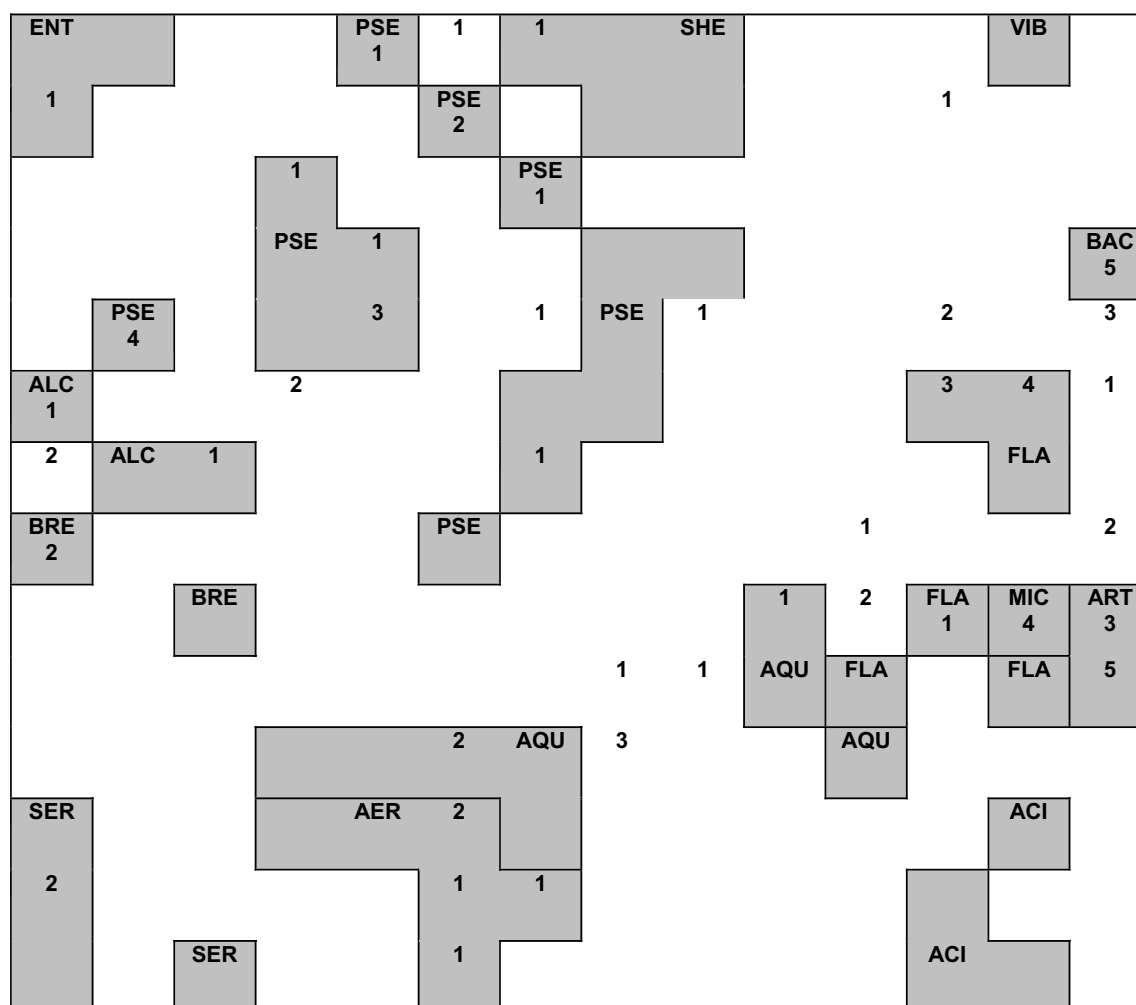 ENT PSE 1 1 SHE VIB
1
1 PSE 1
2
1 PSE
1
PSE 1 BAC
5
PSE 3 1 PSE 1 2 3
4
ALC 2 3 4 1
1
2 ALC 1 1 FLA
BRE PSE 1 2
2
BRE 1 2 FLA MIC ART
1 4 3
1 1 AQU FLA FLA 5
2 AQU 3 AQU
SER AER 2 ACI
2 1 1
SER 1 ACI